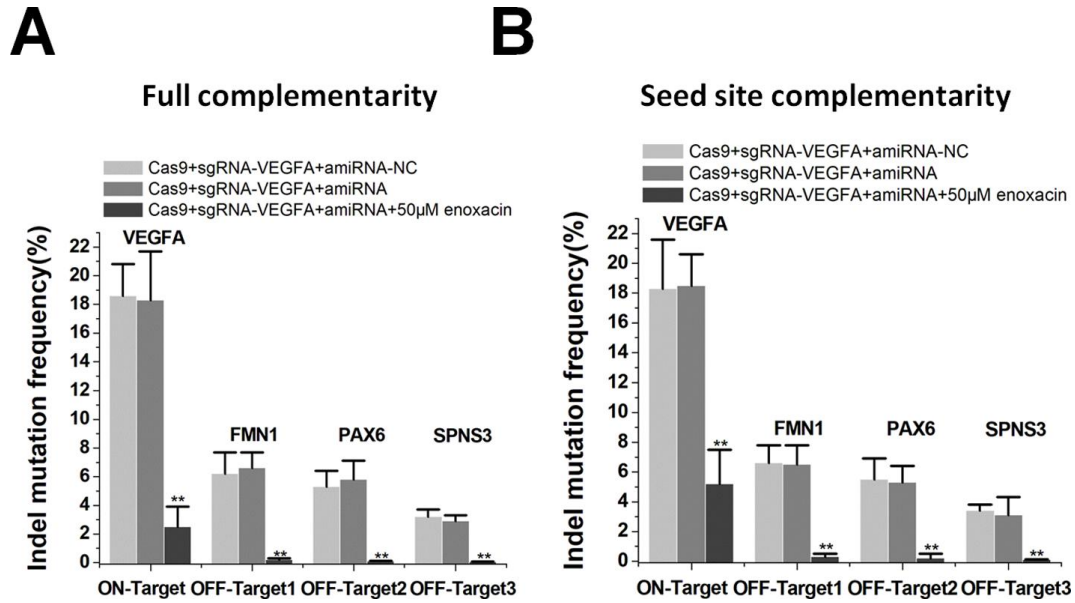 A
Full complementarity
Cas9+sgRNA-VEGFA+amiRNA-NC
Cas9+sgRNA-VEGFA+amiRNA
Cas9+sgRNA-VEGFA+amiRNA+50μM enoxacin
Indel mutation frequency(%)
22
20
18
16
14
12
10
8
6
4
2
0
VEGFA
FMN1
PAX6
SPNS3
**
**
**
**
ON-Target OFF-Target1 OFF-Target2 OFF-Target3
B
Seed site complementarity
Cas9+sgRNA-VEGFA+amiRNA-NC
Cas9+sgRNA-VEGFA+amiRNA
Cas9+sgRNA-VEGFA+amiRNA+50μM enoxacin
Indel mutation frequency(%)
22
20
18
16
14
12
10
8
6
4
2
0
VEGFA
FMN1
PAX6
SPNS3
**
**
**
**
ON-Target OFF-Target1 OFF-Target2 OFF-Target3